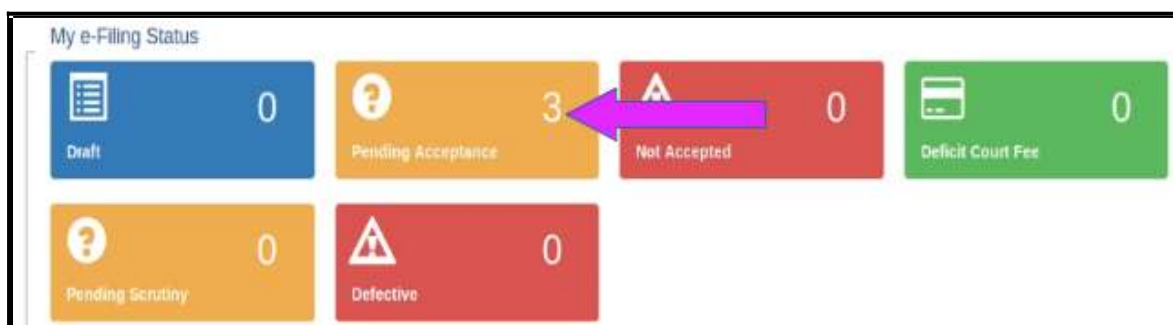 My e-Filing Status
0
Draft
3
Pending Acceptance
0
Not Accepted
0
Deficit Court Fee
0
Pending Scrutiny
0
Defective